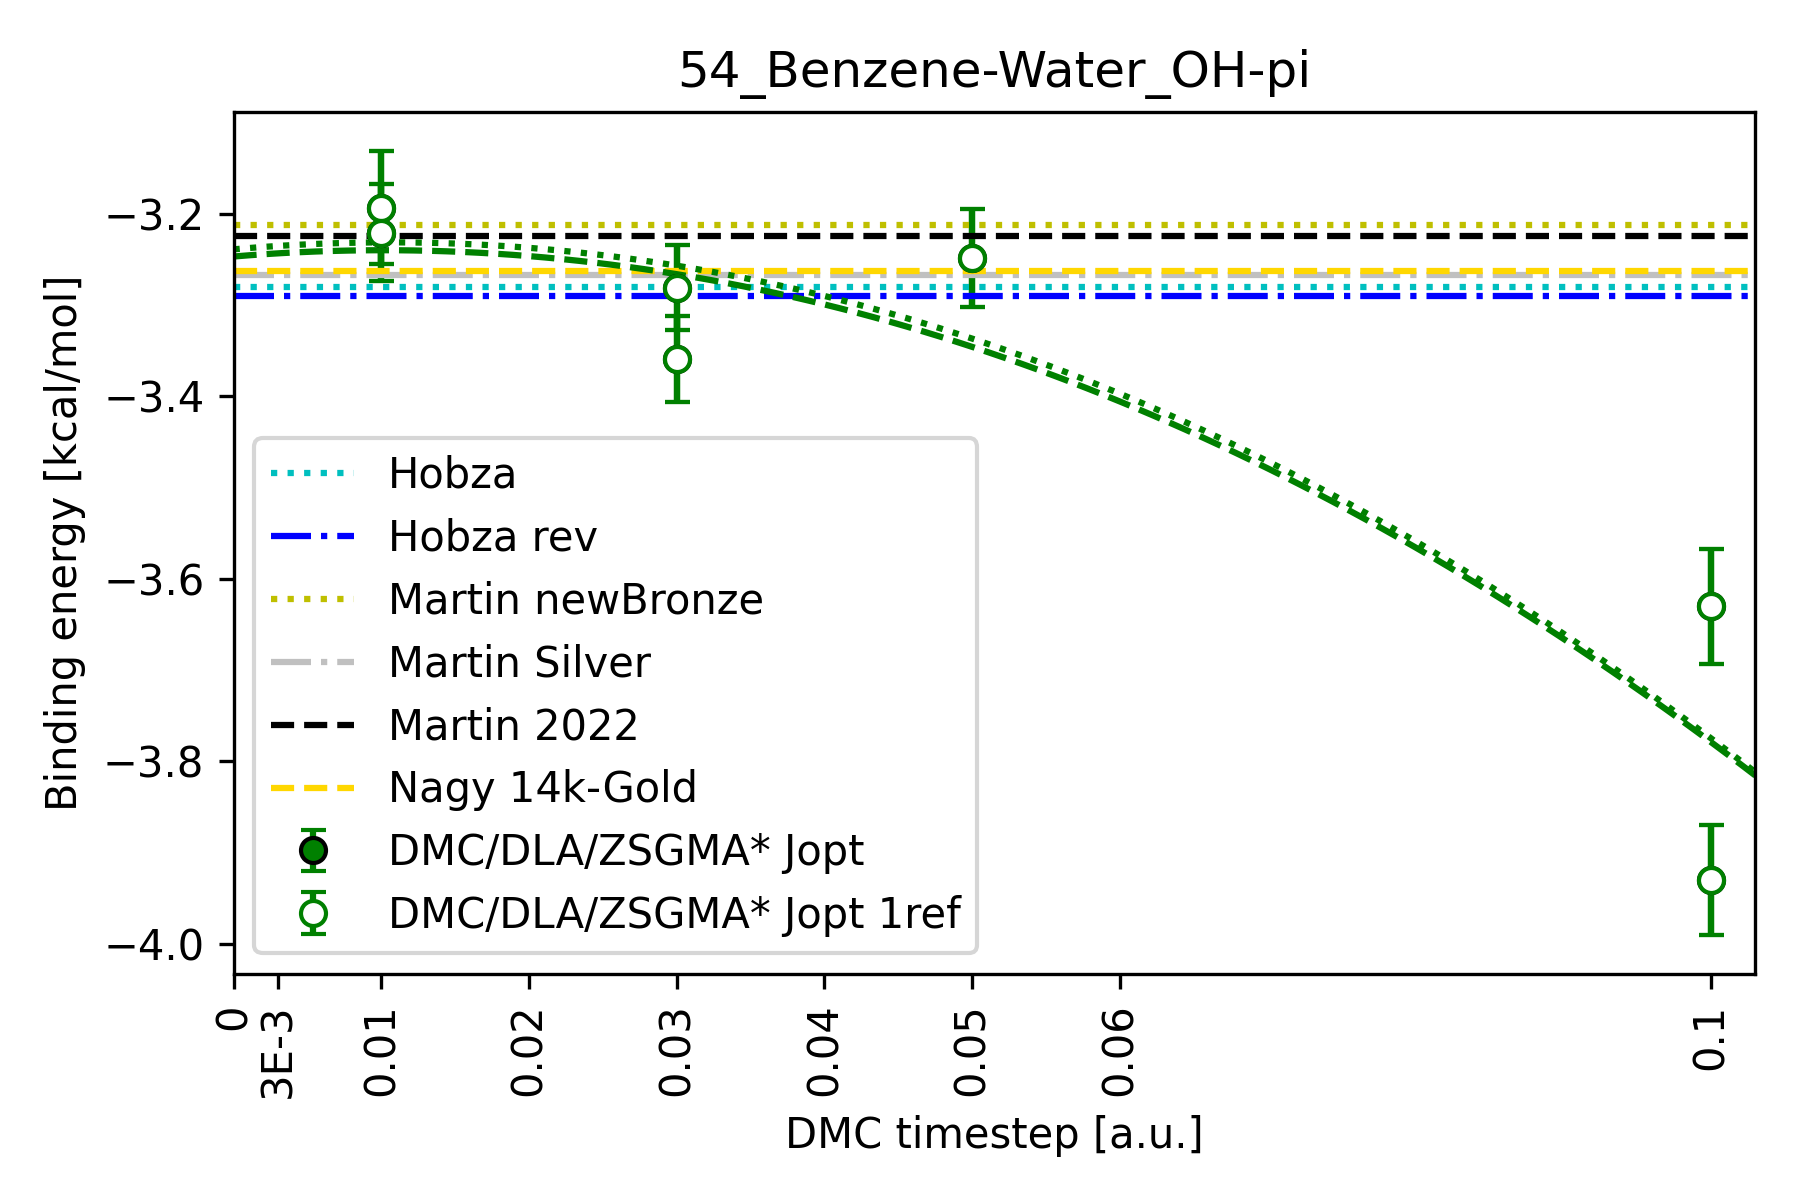 54_Benzene-Water_OH-pi
Binding energy [kcal/mol]
−3.2
−3.4
−3.6
−3.8
−4.0
Hobza
Hobza rev
Martin newBronze
Martin Silver
Martin 2022
Nagy 14k-Gold
DMC/DLA/ZSGMA* Jopt
DMC/DLA/ZSGMA* Jopt 1ref
0
3E-3
0.01
0.02
0.03
0.04
0.05
0.06
0.1
DMC timestep [a.u.]